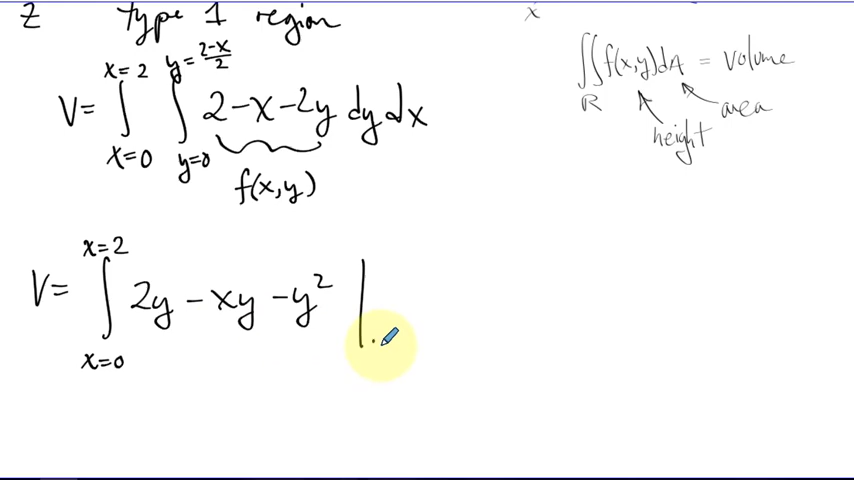 z type 1 region
x
∬f(x,y)dA = Volume
R
area
height
x=2 y=2-x/2
V= ∫ ∫ 2-x-2y dy dx
x=0 y=0
f(x,y)
x=2
V= ∫ 2y - xy - y² |
x=0